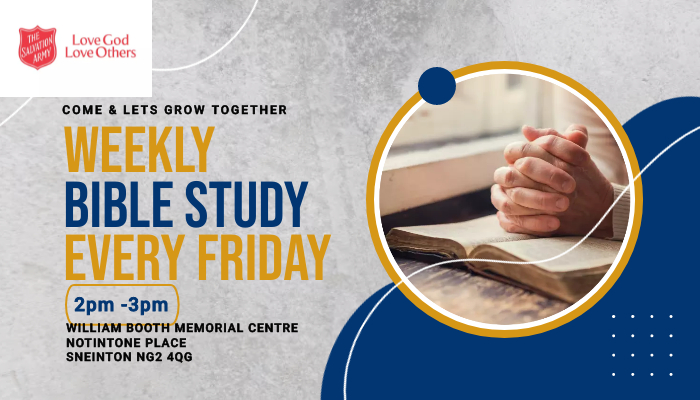 THE
SALVATION
ARMY
Love God
Love Others
COME & LETS GROW TOGETHER
WEEKLY
BIBLE STUDY
EVERY FRIDAY
2pm -3pm
WILLIAM BOOTH MEMORIAL CENTRE
NOTINTONE PLACE
SNEINTON NG2 4QG